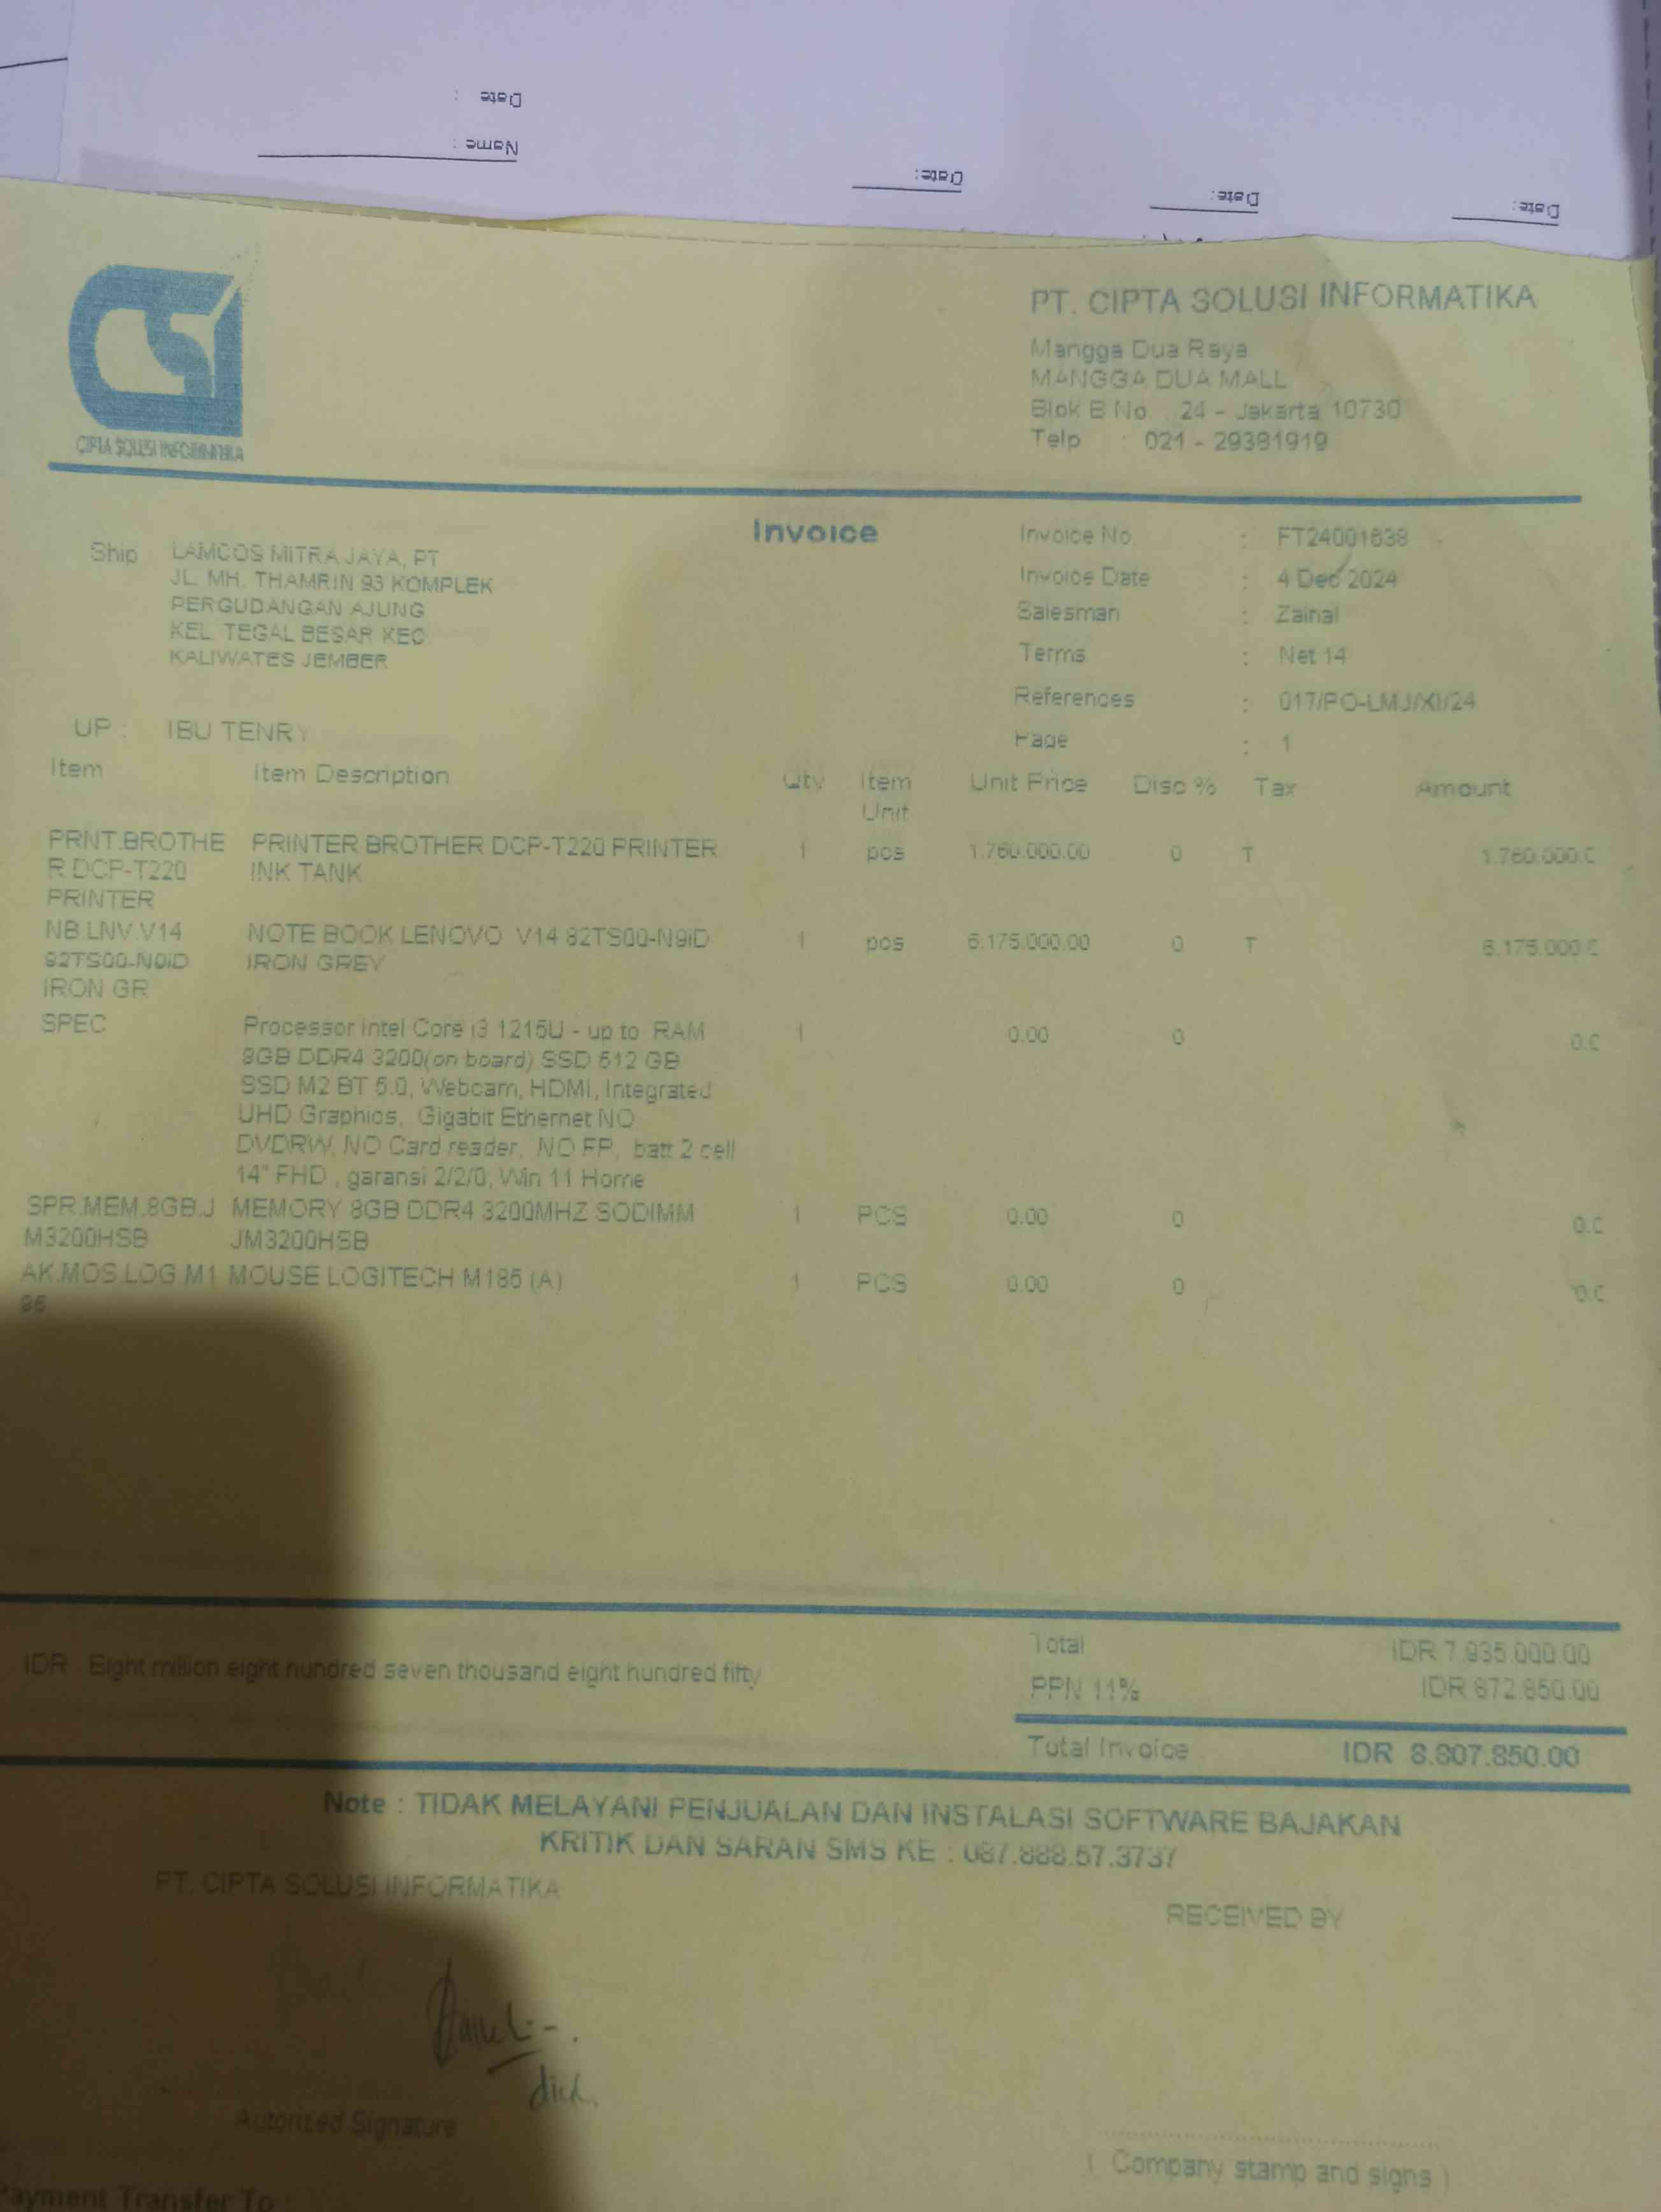 Date :
Name :
Date:
Date:
Date:
CIPTA SOLUSI INFORMATIKA
PT. CIPTA SOLUSI INFORMATIKA
Mangga Dua Raya
MANGGA DUA MALL
Blok B No. 24 - Jakarta 10730
Telp : 021 - 29381919
Invoice
Ship LAMCOS MITRA JAYA, PT
JL. MH. THAMRIN 93 KOMPLEK
PERGUDANGAN AJUNG
KEL. TEGAL BESAR KEC.
KALIWATES JEMBER
UP : IBU TENRY
Invoice No. : FT24001638
Invoice Date : 4 Dec 2024
Salesman : Zainal
Terms : Net 14
References : 017/PO-LMJ/XI/24
Page : 1
Item Item Description Qty Item Unit Unit Price Disc % Tax Amount
PRNT.BROTHE PRINTER BROTHER DCP-T220 PRINTER 1 pcs 1.760.000.00 0 T 1.760.000.0
R DCP-T220 INK TANK
PRINTER
NB.LNV.V14 NOTE BOOK LENOVO V14 82TS00-N9iD 1 pcs 6.175.000.00 0 T 6.175.000.0
82TS00-N9iD IRON GREY
IRON GR
SPEC Processor Intel Core i3 1215U - up to RAM 1 0.00 0 0.0
8GB DDR4 3200(on board) SSD 512 GB
SSD M2 BT 5.0, Webcam, HDMI, Integrated
UHD Graphics, Gigabit Ethernet NO
DVDRW, NO Card reader, NO FP, batt 2 cell
14" FHD , garansi 2/2/0, Win 11 Home
SPR.MEM.8GB.J MEMORY 8GB DDR4 3200MHZ SODIMM 1 PCS 0.00 0 0.0
M3200HSB JM3200HSB
AK.MOS.LOG.M1 MOUSE LOGITECH M185 (A) 1 PCS 0.00 0 0.0
85
IDR Eight million eight hundred seven thousand eight hundred fifty
Total IDR 7.935.000.00
PPN 11% IDR 872.850.00
Total Invoice IDR 8.807.850.00
Note : TIDAK MELAYANI PENJUALAN DAN INSTALASI SOFTWARE BAJAKAN
KRITIK DAN SARAN SMS KE : 087.888.57.3737
PT. CIPTA SOLUSI INFORMATIKA
RECEIVED BY
Autorized Signature
( Company stamp and signs )
Payment Transfer To :